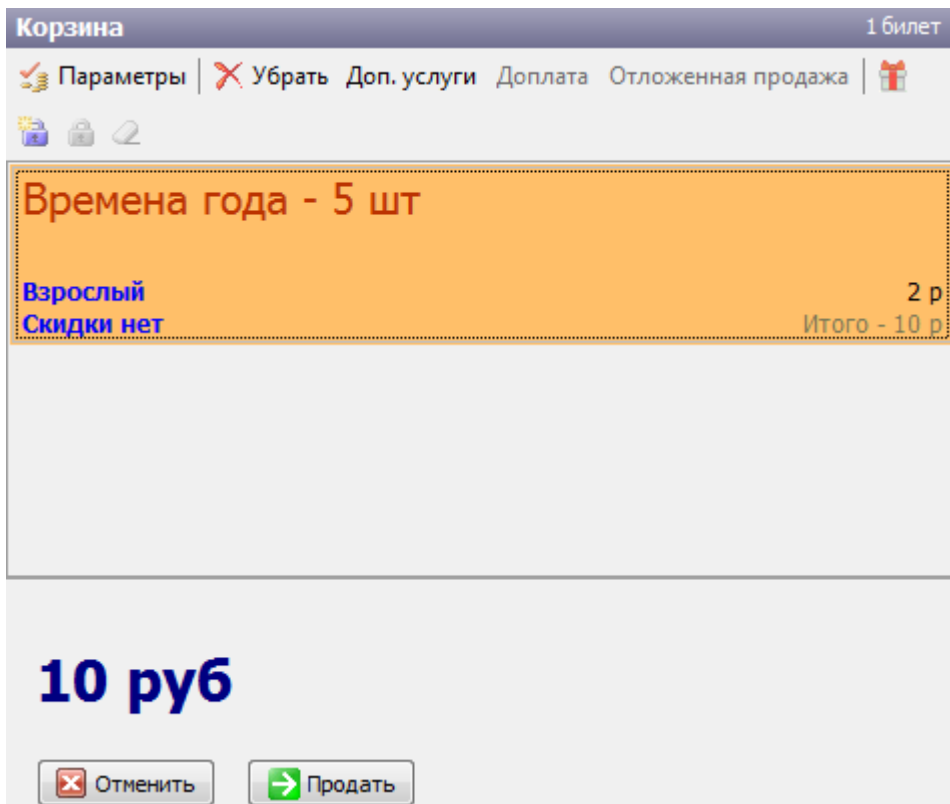 Корзина 1 билет
Параметры Убрать Доп. услуги Доплата Отложенная продажа
Времена года - 5 шт
Взрослый 2 р
Скидки нет Итого - 10 р
10 руб
Отменить Продать